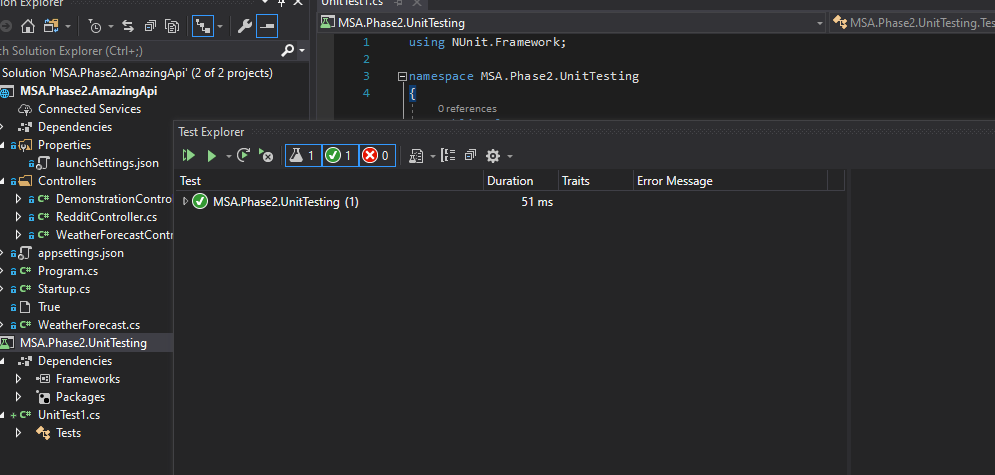 ion Explorer
UnitTest1.cs
MSA.Phase2.UnitTesting
MSA.Phase2.UnitTesting.Tes
ch Solution Explorer (Ctrl+;)
Solution 'MSA.Phase2.AmazingApi' (2 of 2 projects)
MSA.Phase2.AmazingApi
Connected Services
Dependencies
Properties
launchSettings.json
Controllers
C# DemonstrationContro
C# RedditController.cs
C# WeatherForecastContr
appsettings.json
C# Program.cs
C# Startup.cs
True
C# WeatherForecast.cs
MSA.Phase2.UnitTesting
Dependencies
Frameworks
Packages
+ C# UnitTest1.cs
Tests
1 using NUnit.Framework;
2
3 namespace MSA.Phase2.UnitTesting
4 {
0 references
Test Explorer
1 1 0
Test Duration Traits Error Message
MSA.Phase2.UnitTesting (1) 51 ms